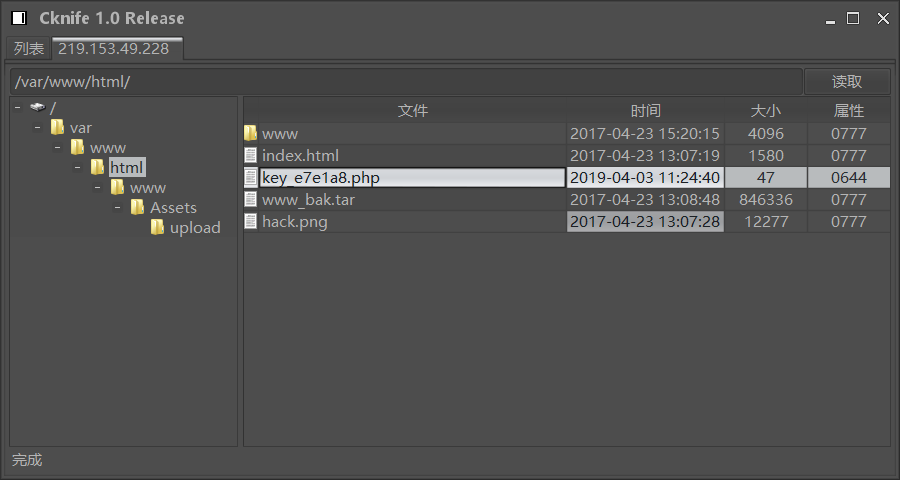 Cknife 1.0 Release
列表 219.153.49.228
/var/www/html/ 读取
/
var
www
html
www
Assets
upload
文件 时间 大小 属性
www 2017-04-23 15:20:15 4096 0777
index.html 2017-04-23 13:07:19 1580 0777
key_e7e1a8.php 2019-04-03 11:24:40 47 0644
www_bak.tar 2017-04-23 13:08:48 846336 0777
hack.png 2017-04-23 13:07:28 12277 0777
完成